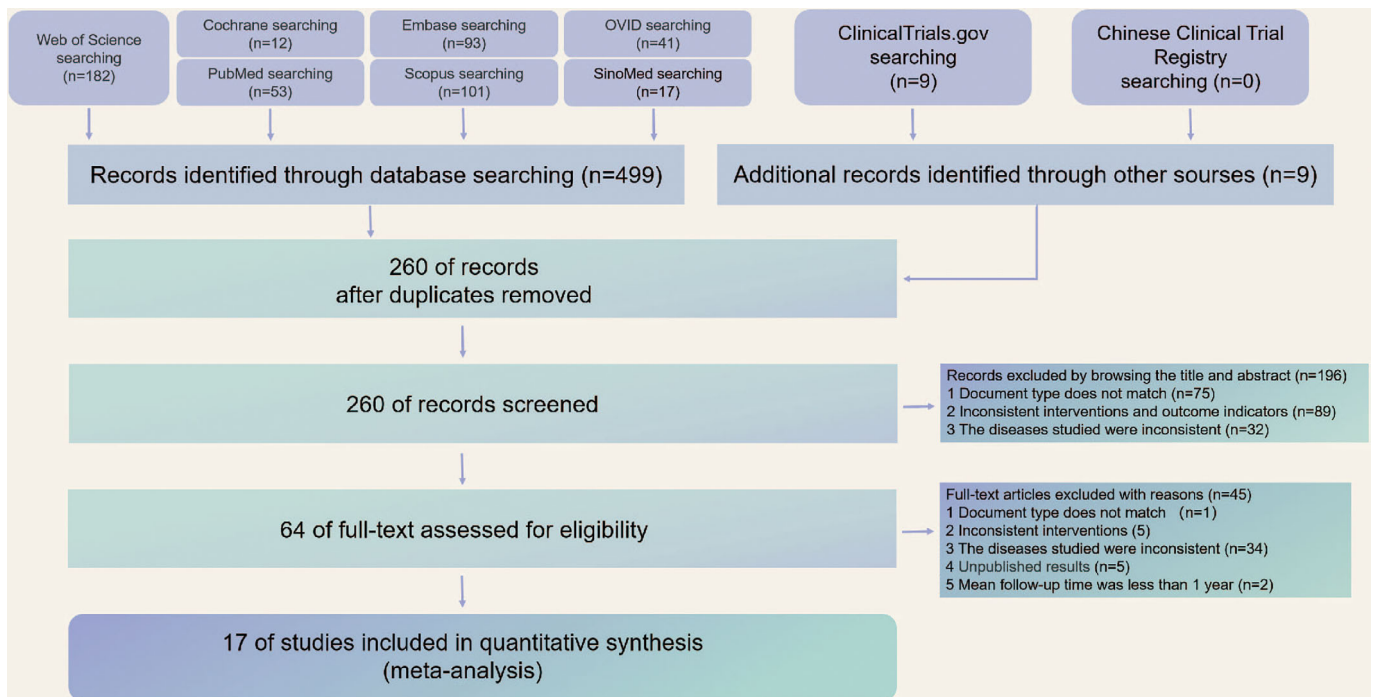 Web of Science
searching
(n=182)
Cochrane searching
(n=12)
Embase searching
(n=93)
OVID searching
(n=41)
PubMed searching
(n=53)
Scopus searching
(n=101)
SinoMed searching
(n=17)
ClinicalTrials.gov
searching
(n=9)
Chinese Clinical Trial
Registry
searching (n=0)
Records identified through database searching (n=499)
Additional records identified through other sourses (n=9)
260 of records
after duplicates removed
260 of records screened
Records excluded by browsing the title and abstract (n=196)
1 Document type does not match (n=75)
2 Inconsistent interventions and outcome indicators (n=89)
3 The diseases studied were inconsistent (n=32)
64 of full-text assessed for eligibility
Full-text articles excluded with reasons (n=45)
1 Document type does not match (n=1)
2 Inconsistent interventions (5)
3 The diseases studied were inconsistent (n=34)
4 Unpublished results (n=5)
5 Mean follow-up time was less than 1 year (n=2)
17 of studies included in quantitative synthesis
(meta-analysis)